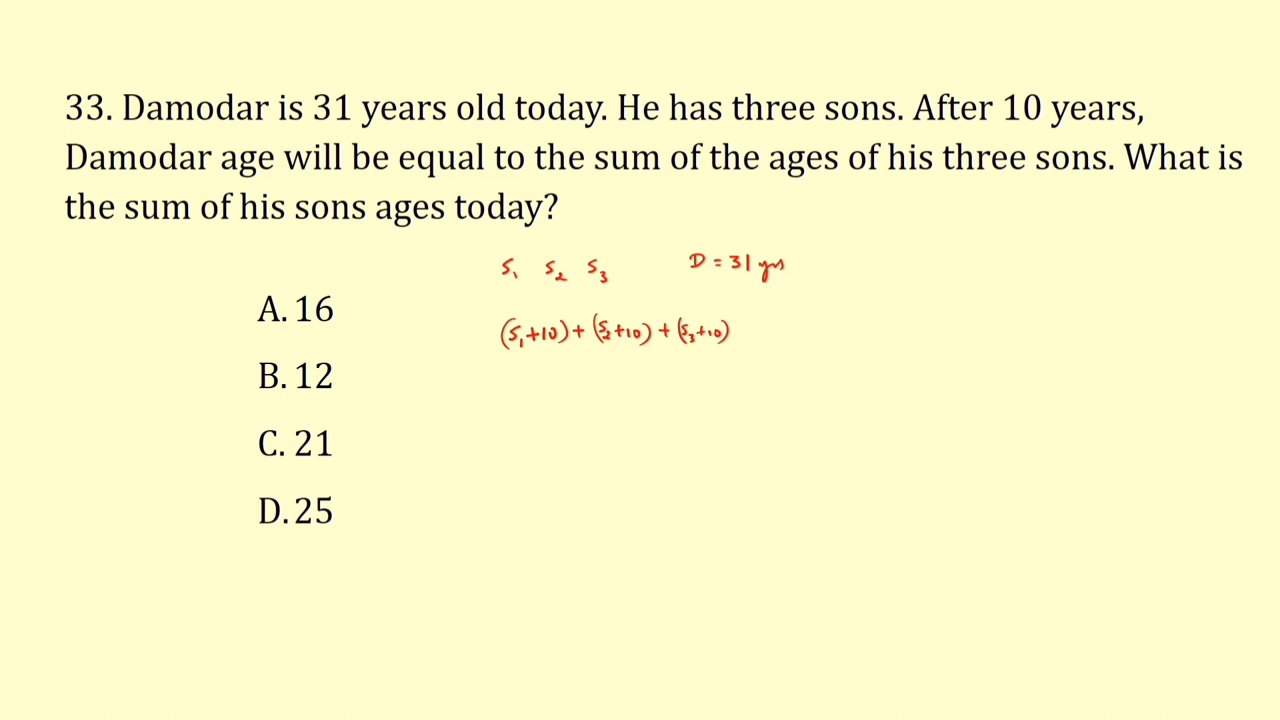 33. Damodar is 31 years old today. He has three sons. After 10 years,
Damodar age will be equal to the sum of the ages of his three sons. What is
the sum of his sons ages today?
S₁ S₂ S₃ D = 31 yrs
A. 16
(S₁+10) + (S₂+10) + (S₃+10)
B. 12
C. 21
D. 25